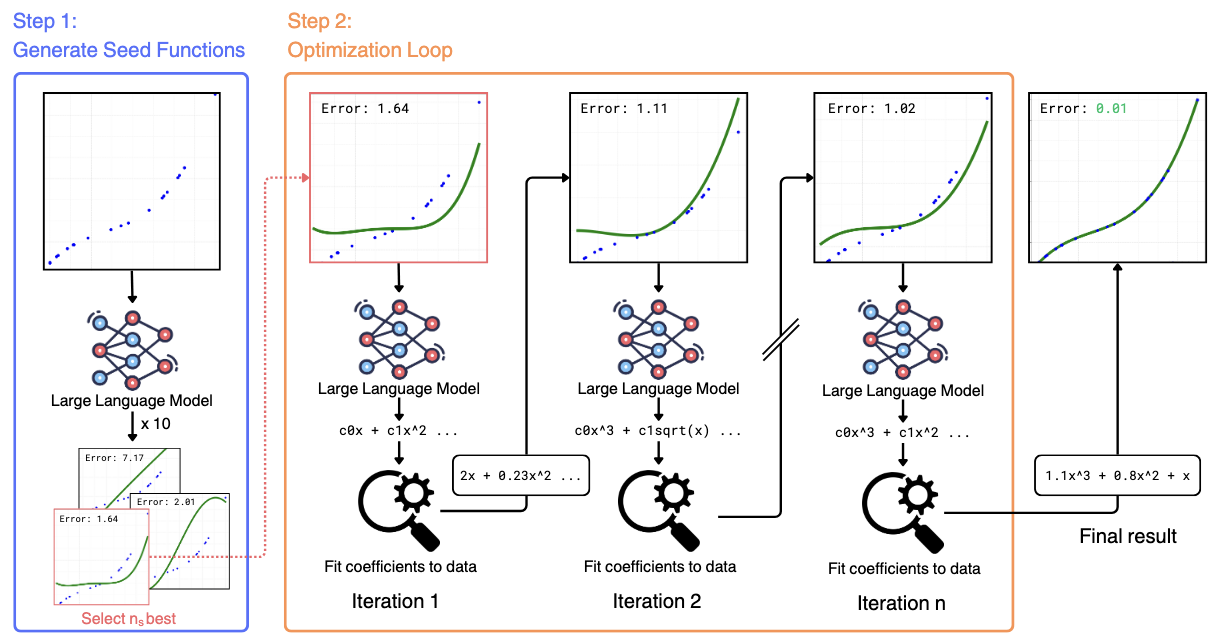 Step 1:
Generate Seed Functions
Large Language Model
x 10
Error: 7.17
Error: 2.01
Error: 1.64
Select nₛ best
Step 2:
Optimization Loop
Error: 1.64
Large Language Model
c0x + c1x^2 ...
Fit coefficients to data
Iteration 1
2x + 0.23x^2 ...
Error: 1.11
Large Language Model
c0x^3 + c1sqrt(x) ...
Fit coefficients to data
Iteration 2
Error: 1.02
Large Language Model
c0x^3 + c1x^2 ...
Fit coefficients to data
Iteration n
Error: 0.01
1.1x^3 + 0.8x^2 + x
Final result